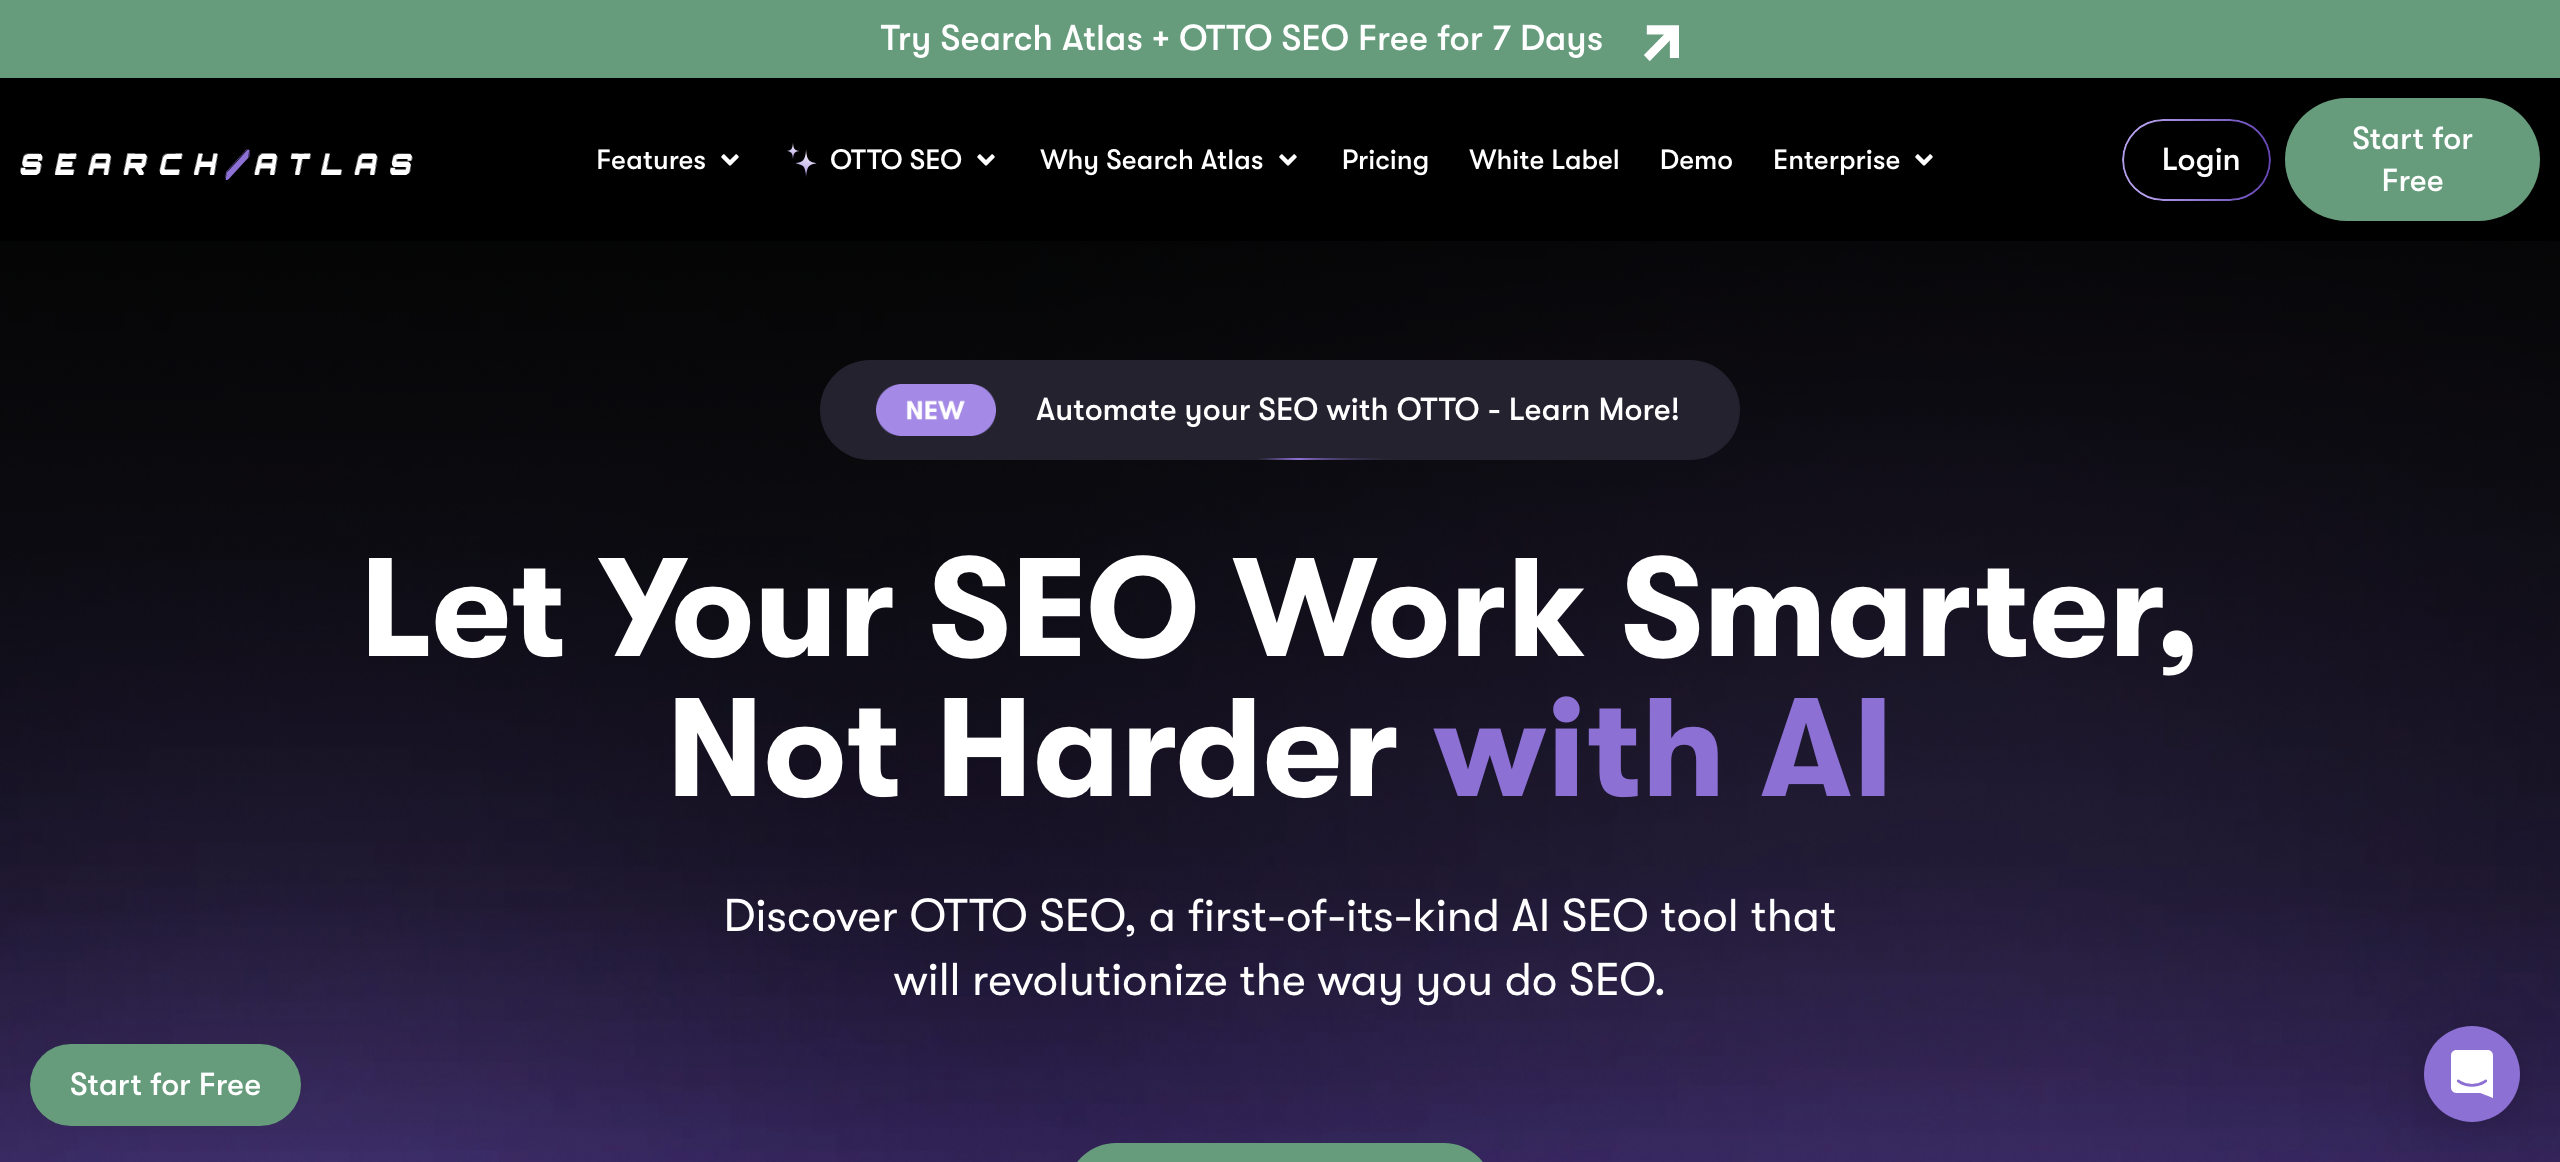 Try Search Atlas + OTTO SEO Free for 7 Days
SEARCH/ATLAS
Features
OTTO SEO
Why Search Atlas
Pricing
White Label
Demo
Enterprise
Login
Start for
Free
NEW
Automate your SEO with OTTO - Learn More!
Let Your SEO Work Smarter,
Not Harder with AI
Discover OTTO SEO, a first-of-its-kind AI SEO tool that
will revolutionize the way you do SEO.
Start for Free